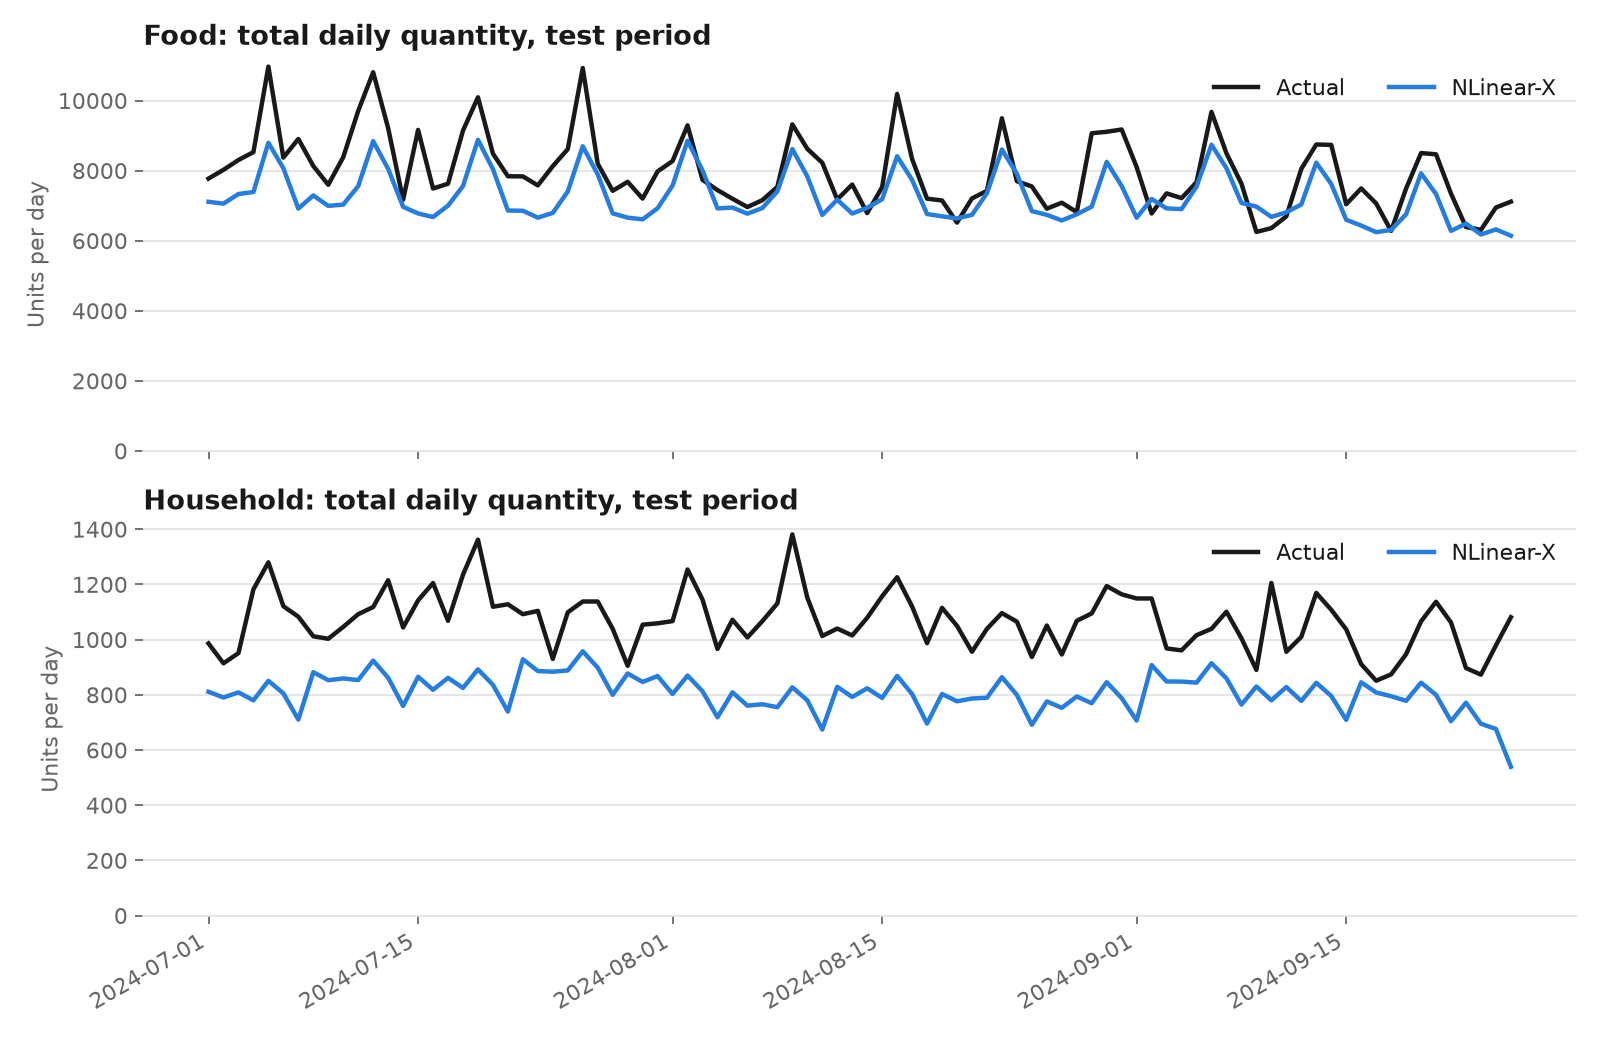 Food: total daily quantity, test period
Actual
NLinear-X
Units per day
10000
8000
6000
4000
2000
0
Household: total daily quantity, test period
Actual
NLinear-X
Units per day
1400
1200
1000
800
600
400
200
0
2024-07-01
2024-07-15
2024-08-01
2024-08-15
2024-09-01
2024-09-15